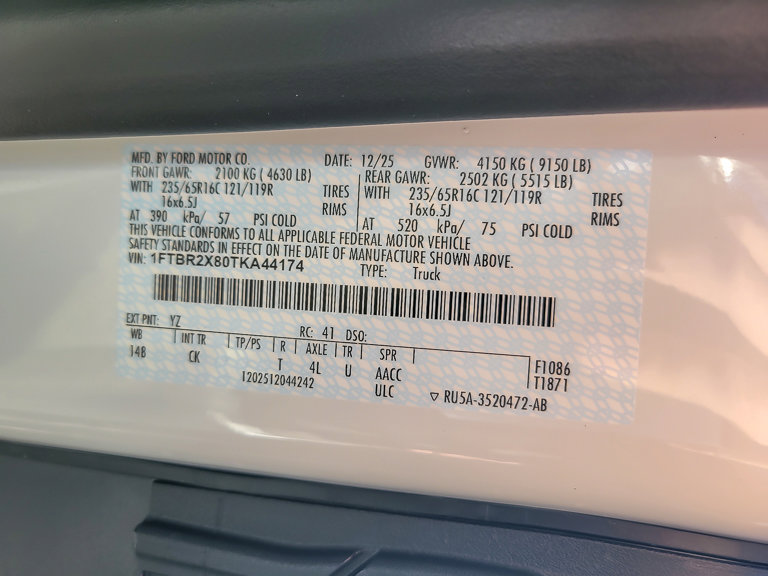 MFD. BY FORD MOTOR CO. DATE: 12/25 GVWR: 4150 KG ( 9150 LB)
FRONT GAWR: 2100 KG ( 4630 LB) REAR GAWR: 2502 KG ( 5515 LB)
WITH 235/65R16C 121/119R TIRES WITH 235/65R16C 121/119R TIRES
16x6.5J RIMS 16x6.5J RIMS
AT 390 kPa/ 57 PSI COLD AT 520 kPa/ 75 PSI COLD
THIS VEHICLE CONFORMS TO ALL APPLICABLE FEDERAL MOTOR VEHICLE
SAFETY STANDARDS IN EFFECT ON THE DATE OF MANUFACTURE SHOWN ABOVE.
VIN: 1FTBR2X80TKA44174 TYPE: Truck
EXT PNT: YZ RC: 41 DSO:
WB INT TR TP/PS R AXLE TR SPR F1086
14B CK T 4L U AACC T1871
1202512044242 ULC ▽ RU5A-3520472-AB